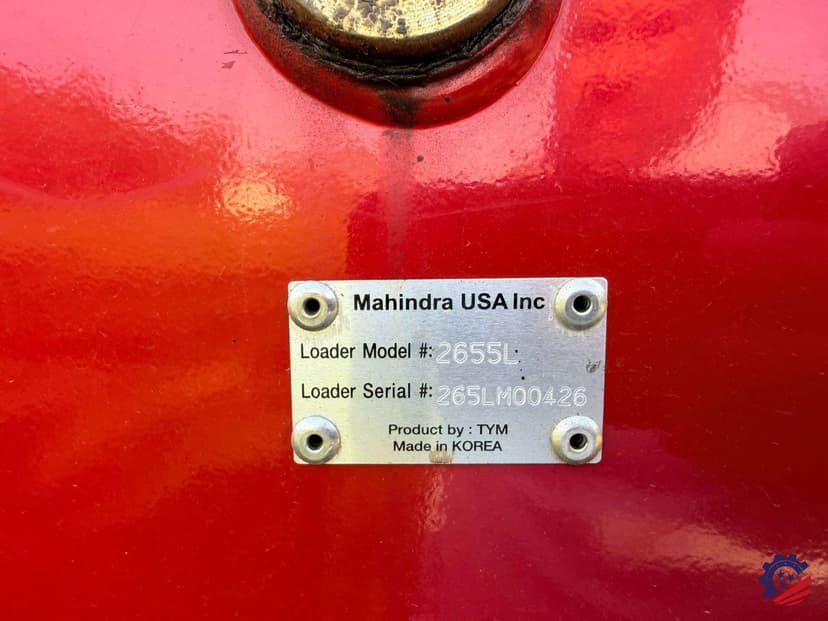 Mahindra USA Inc
Loader Model #: 2655L
Loader Serial #: 265LM00426
Product by : TYM
Made in KOREA